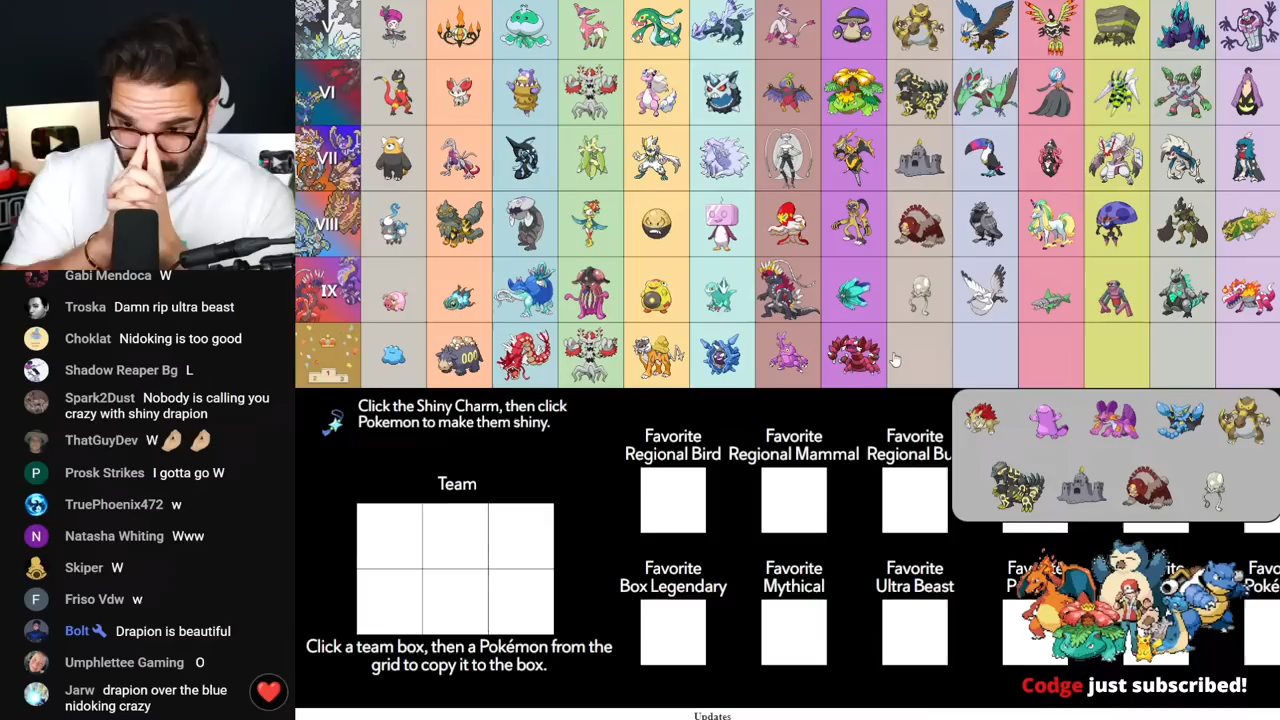 V
VI
VII
VIII
IX
Gabi Mendoca W
Troska Damn rip ultra beast
Choklat Nidoking is too good
Shadow Reaper Bg L
Spark2Dust Nobody is calling you
crazy with shiny drapion
ThatGuyDev W
P
Prosk Strikes I gotta go W
TruePhoenix472 w
N
Natasha Whiting Www
Skiper W
F
Friso Vdw w
Bolt Drapion is beautiful
Umphlettee Gaming O
Jarw drapion over the blue
nidoking crazy
Click the Shiny Charm, then click
Pokemon to make them shiny.
Team
Click a team box, then a Pokémon from the
grid to copy it to the box.
Favorite
Regional Bird
Favorite
Regional Mammal
Favorite
Regional Bu
Favorite
Box Legendary
Favorite
Mythical
Favorite
Ultra Beast
Codge just subscribed!
Updates